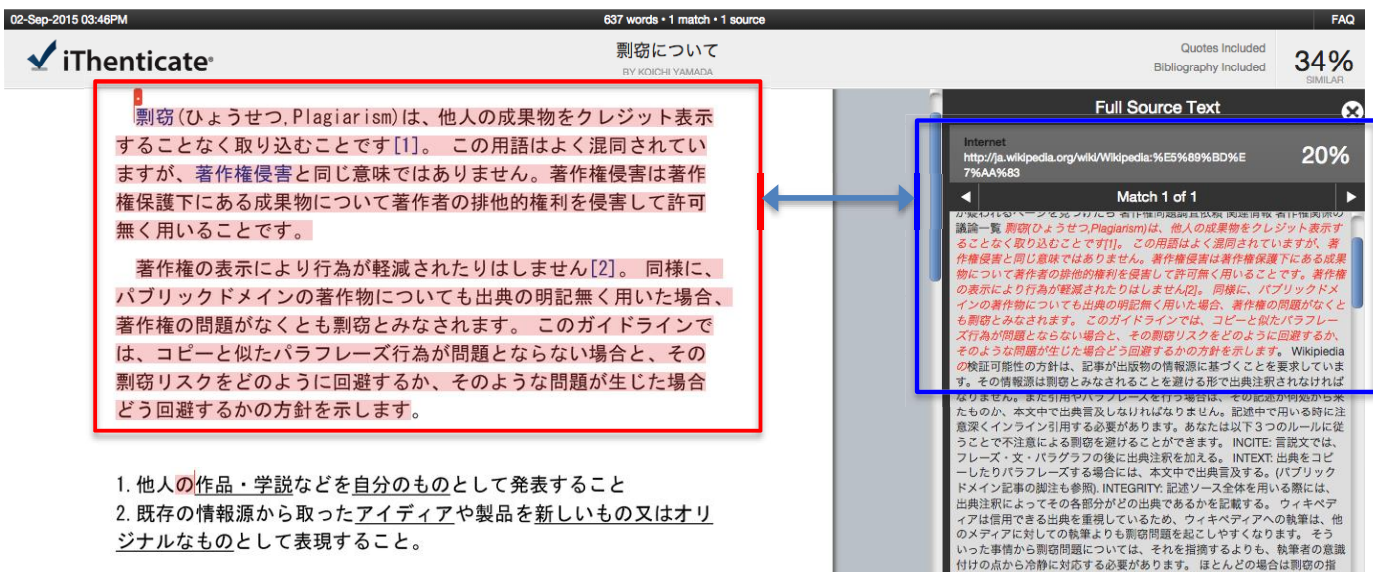 02-Sep-2015 03:46PM
637 words • 1 match • 1 source
FAQ
iThenticate
剽窃について
BY KOICHI YAMADA
Quotes Included
Bibliography Included
34%
SIMILAR
剽窃(ひょうせつ,Plagiarism)は、他人の成果物をクレジット表示
することなく取り込むことです[1]。 この用語はよく混同されてい
ますが、著作権侵害と同じ意味ではありません。著作権侵害は著作
権保護下にある成果物について著作者の排他的権利を侵害して許可
無く用いることです。
著作権の表示により行為が軽減されたりはしません[2]。 同様に、
パブリックドメインの著作物についても出典の明記無く用いた場合、
著作権の問題がなくとも剽窃とみなされます。 このガイドラインで
は、コピーと似たパラフレーズ行為が問題とならない場合と、その
剽窃リスクをどのように回避するか、そのような問題が生じた場合
どう回避するかの方針を示します。
1. 他人の作品・学説などを自分のものとして発表すること
2. 既存の情報源から取ったアイディアや製品を新しいもの又はオリ
ジナルなものとして表現すること。
Full Source Text
Internet
http://ja.wikipedia.org/wiki/Wikipedia:%E5%89%BD%E
7%AA%83
20%
Match 1 of 1
が疑われるページを見つけたら 著作権問題調査依頼 関連情報 著作権関係の
議論一覧 剽窃(ひょうせつ,Plagiarism)は、他人の成果物をクレジット表示す
ることなく取り込むことです[1]。 この用語はよく混同されていますが、著
作権侵害と同じ意味ではありません。著作権侵害は著作権保護下にある成果
物について著作者の排他的権利を侵害して許可無く用いることです。著作権
の表示により行為が軽減されたりはしません[2]。 同様に、パブリックドメ
インの著作物についても出典の明記無く用いた場合、著作権の問題がなくと
も剽窃とみなされます。 このガイドラインでは、コピーと似たパラフレー
ズ行為が問題とならない場合と、その剽窃リスクをどのように回避するか、
そのような問題が生じた場合どう回避するかの方針を示します。 Wikipiedia
の検証可能性の方針は、記事が出版物の情報源に基づくことを要求していま
す。その情報源は剽窃とみなされることを避ける形で出典注釈されなければ
なりません。また引用やパラフレーズを行う場合は、その記述が何処から来
たものか、本文中で出典言及しなければなりません。記述中で用いる時に注
意深くインライン引用する必要があります。あなたは以下３つのルールに従
うことで不注意による剽窃を避けることができます。 INCITE: 言説文では、
フレーズ・文・パラグラフの後に出典注釈を加える。 INTEXT: 出典をコピ
ーしたりパラフレーズする場合には、本文中で出典言及する。(パブリック
ドメイン記事の脚注も参照). INTEGRITY: 記述ソース全体を用いる際には、
出典注釈によってその各部分がどの出典であるかを記載する。 ウィキペデ
ィアは信用できる出典を重視しているため、ウィキペディアへの執筆は、他
のメディアに対しての執筆よりも剽窃問題を起こしやすくなります。 そう
いった事情から剽窃問題については、それを指摘するよりも、執筆者の意識
付けの点から冷静に対応する必要があります。 ほとんどの場合は剽窃の指